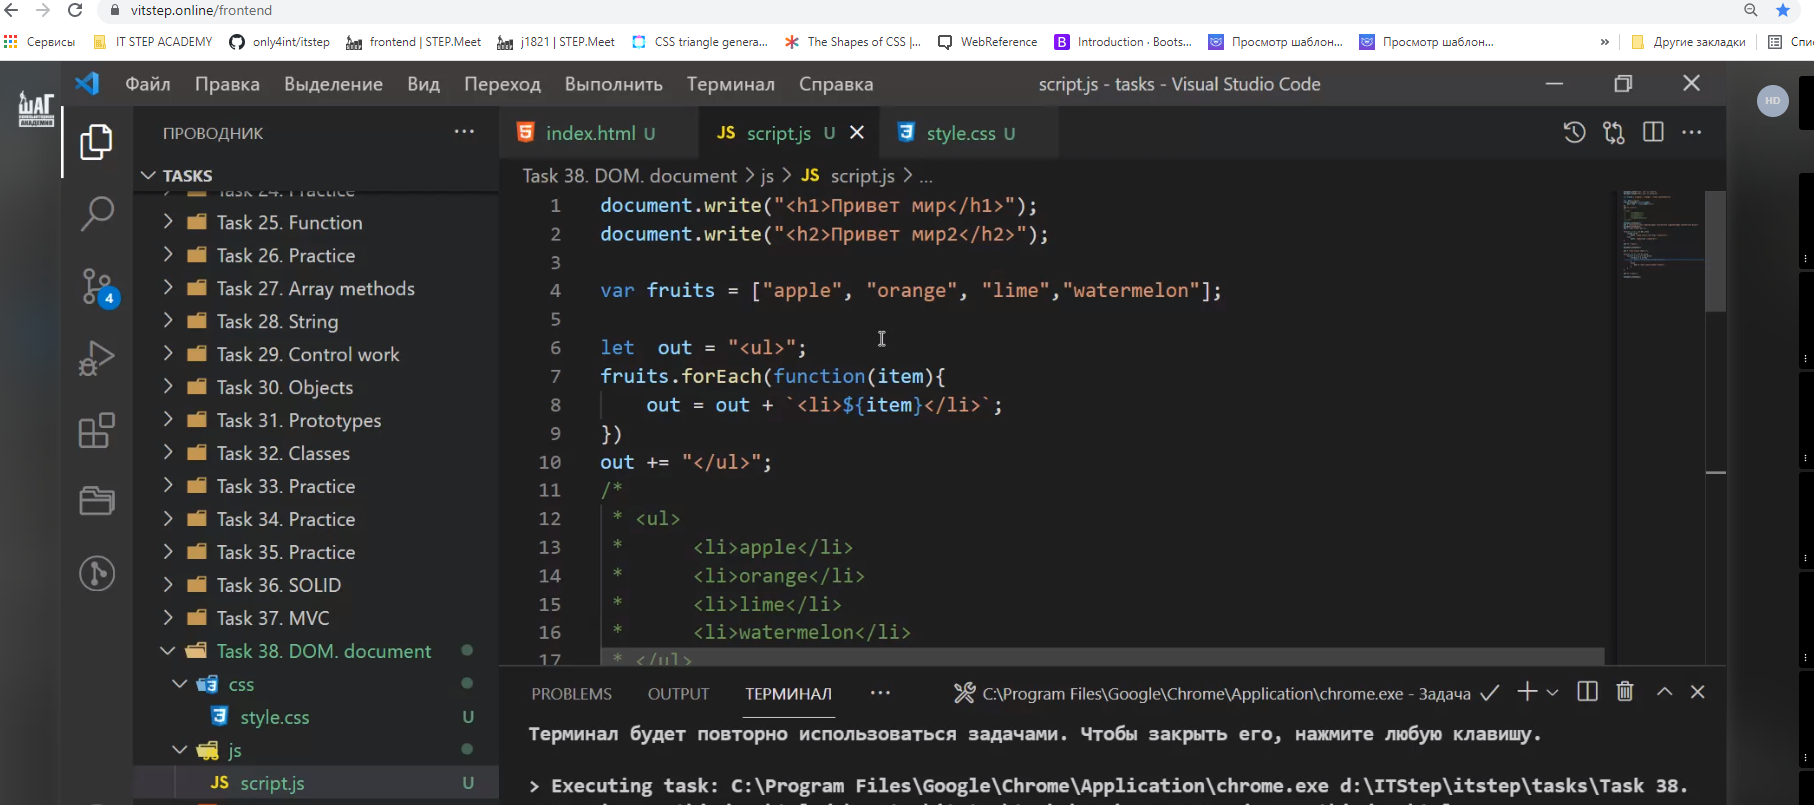 vitstep.online/frontend
Сервисы IT STEP ACADEMY only4int/itstep frontend | STEP.Meet j1821 | STEP.Meet CSS triangle genera... The Shapes of CSS |... WebReference Introduction · Boots... Просмотр шаблон... Просмотр шаблон... » Другие закладки
ШАГ
КОМПЬЮТЕРНАЯ
АКАДЕМИЯ
Файл Правка Выделение Вид Переход Выполнить Терминал Справка script.js - tasks - Visual Studio Code
HD
ПРОВОДНИК ···
TASKS
Task 24. Practice
Task 25. Function
Task 26. Practice
Task 27. Array methods
Task 28. String
Task 29. Control work
Task 30. Objects
Task 31. Prototypes
Task 32. Classes
Task 33. Practice
Task 34. Practice
Task 35. Practice
Task 36. SOLID
Task 37. MVC
Task 38. DOM. document
css
style.css U
js
JS script.js U
4
index.html U JS script.js U style.css U
Task 38. DOM. document > js > JS script.js > ...
1 document.write("<h1>Привет мир</h1>");
2 document.write("<h2>Привет мир2</h2>");
3
4 var fruits = ["apple", "orange", "lime","watermelon"];
5
6 let  out = "<ul>";
7 fruits.forEach(function(item){
8     out = out + `<li>${item}</li>`;
9 })
10 out += "</ul>";
11 /*
12  * <ul>
13  *      <li>apple</li>
14  *      <li>orange</li>
15  *      <li>lime</li>
16  *      <li>watermelon</li>
17  * </ul>
PROBLEMS OUTPUT ТЕРМИНАЛ ··· C:\Program Files\Google\Chrome\Application\chrome.exe - Задача
Терминал будет повторно использоваться задачами. Чтобы закрыть его, нажмите любую клавишу.
> Executing task: C:\Program Files\Google\Chrome\Application\chrome.exe d:\ITStep\itstep\tasks\Task 38.